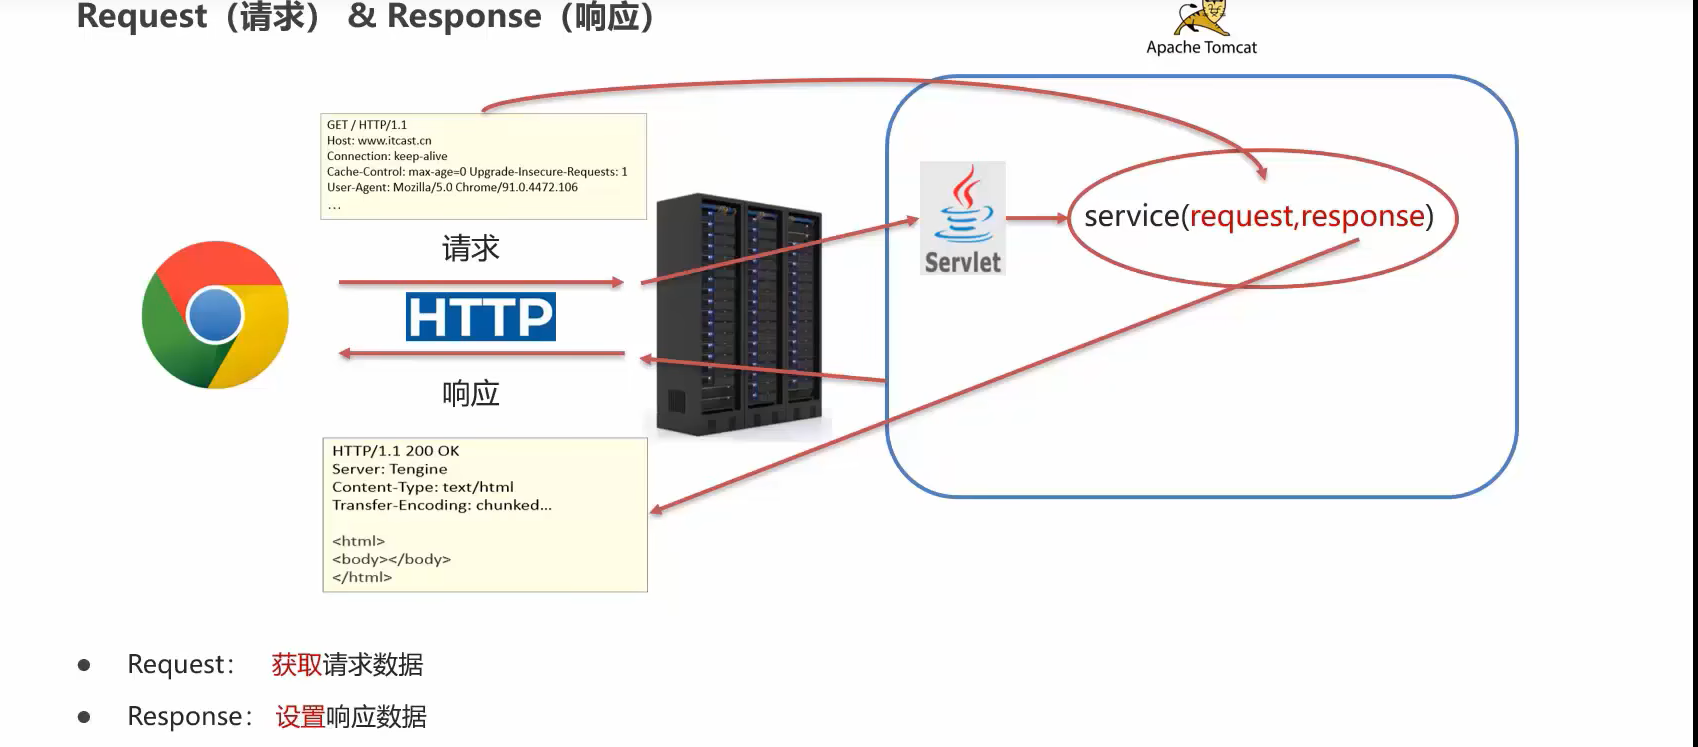 Request（请求） & Response（响应）
Apache Tomcat
GET / HTTP/1.1
Host: www.itcast.cn
Connection: keep-alive
Cache-Control: max-age=0 Upgrade-Insecure-Requests: 1
User-Agent: Mozilla/5.0 Chrome/91.0.4472.106
...
请求
HTTP
响应
Servlet
service(request,response)
HTTP/1.1 200 OK
Server: Tengine
Content-Type: text/html
Transfer-Encoding: chunked...
<html>
<body></body>
</html>
● Request： 获取请求数据
● Response： 设置响应数据